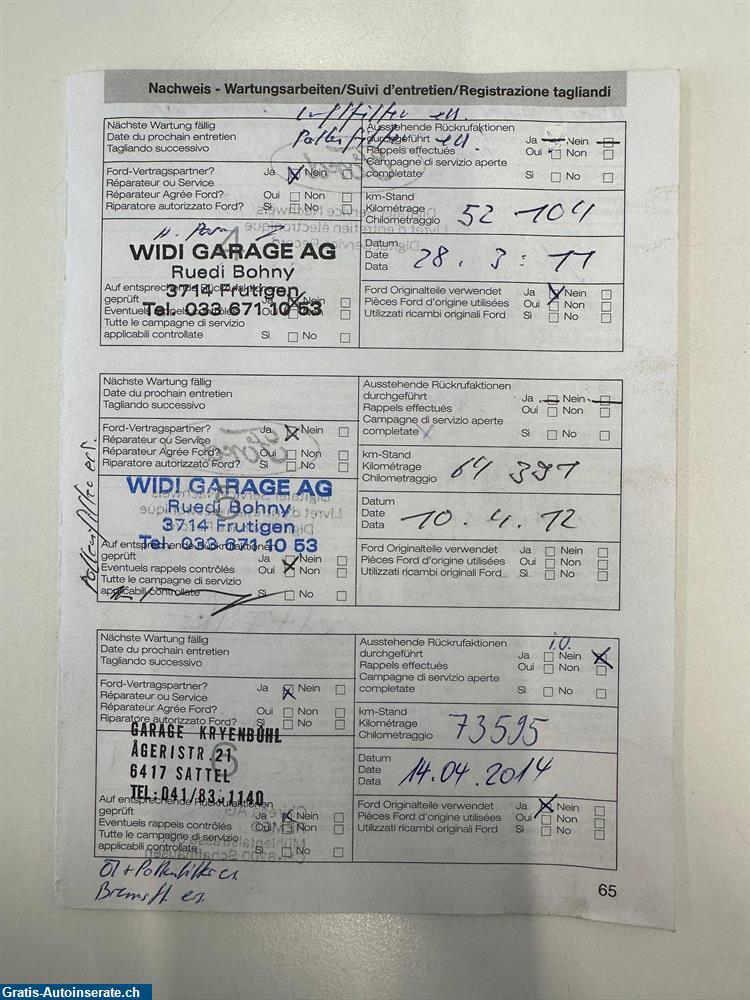 Nachweis - Wartungsarbeiten/Suivi d'entretien/Registrazione tagliandi
Luftfilter ers.
Pollenfilter ers.
Nächste Wartung fällig
Date du prochain entretien
Tagliando successivo
Ausstehende Rückrufaktionen
durchgeführt Ja Nein
Rappels effectués Oui Non
Campagne di servizio aperte
completate Sì No
Ford-Vertragspartner? Ja Nein
Réparateur ou Service
Réparateur Agrée Ford? Oui Non
Riparatore autorizzato Ford? Sì No
km-Stand
Kilométrage
Chilometraggio
52 104
WIDI GARAGE AG
Ruedi Bohny
3714 Frutigen
Tel. 033 671 10 53
Datum
Date
Data
28. 3: 11
Auf entsprechende Rückrufaktionen
geprüft Ja Nein
Eventuels rappels contrôlés Oui Non
Tutte le campagne di servizio
applicabili controllate Sì No
Ford Originalteile verwendet Ja Nein
Pièces Ford d'origine utilisées Oui Non
Utilizzati ricambi originali Ford Sì No
Nächste Wartung fällig
Date du prochain entretien
Tagliando successivo
Ausstehende Rückrufaktionen
durchgeführt Ja Nein
Rappels effectués Oui Non
Campagne di servizio aperte
completate Sì No
Ford-Vertragspartner? Ja Nein
Réparateur ou Service
Réparateur Agrée Ford? Oui Non
Riparatore autorizzato Ford? Sì No
km-Stand
Kilométrage
Chilometraggio
64 391
Pollenfilter ers.
WIDI GARAGE AG
Ruedi Bohny
3714 Frutigen
Tel. 033 671 10 53
Datum
Date
Data
10. 4. 12
Auf entsprechende Rückrufaktionen
geprüft Ja Nein
Eventuels rappels contrôlés Oui Non
Tutte le campagne di servizio
applicabili controllate Sì No
Ford Originalteile verwendet Ja Nein
Pièces Ford d'origine utilisées Oui Non
Utilizzati ricambi originali Ford Sì No
Nächste Wartung fällig
Date du prochain entretien
Tagliando successivo
i.O.
Ausstehende Rückrufaktionen
durchgeführt Ja Nein
Rappels effectués Oui Non
Campagne di servizio aperte
completate Sì No
Ford-Vertragspartner? Ja Nein
Réparateur ou Service
Réparateur Agrée Ford? Oui Non
Riparatore autorizzato Ford? Sì No
km-Stand
Kilométrage
Chilometraggio
73595
GARAGE KRYENBÜHL
ÄGERISTR.21
6417 SATTEL
TEL:041/83.1140
Datum
Date
Data
14.04.2014
Auf entsprechende Rückrufaktionen
geprüft Ja Nein
Eventuels rappels contrôlés Oui Non
Tutte le campagne di servizio
applicabili controllate Sì No
Ford Originalteile verwendet Ja Nein
Pièces Ford d'origine utilisées Oui Non
Utilizzati ricambi originali Ford Sì No
Öl + Pollenfilter es.
Bremsfl es.
65
Gratis-Autoinserate.ch